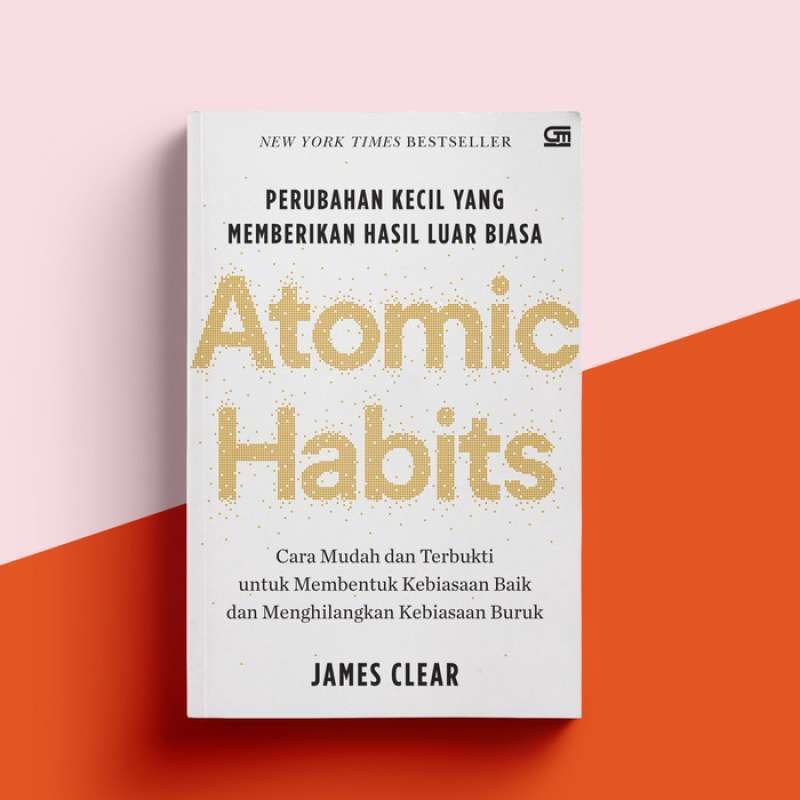 NEW YORK TIMES BESTSELLER
GM
PERUBAHAN KECIL YANG
MEMBERIKAN HASIL LUAR BIASA
Atomic
Habits
Cara Mudah dan Terbukti
untuk Membentuk Kebiasaan Baik
dan Menghilangkan Kebiasaan Buruk
JAMES CLEAR